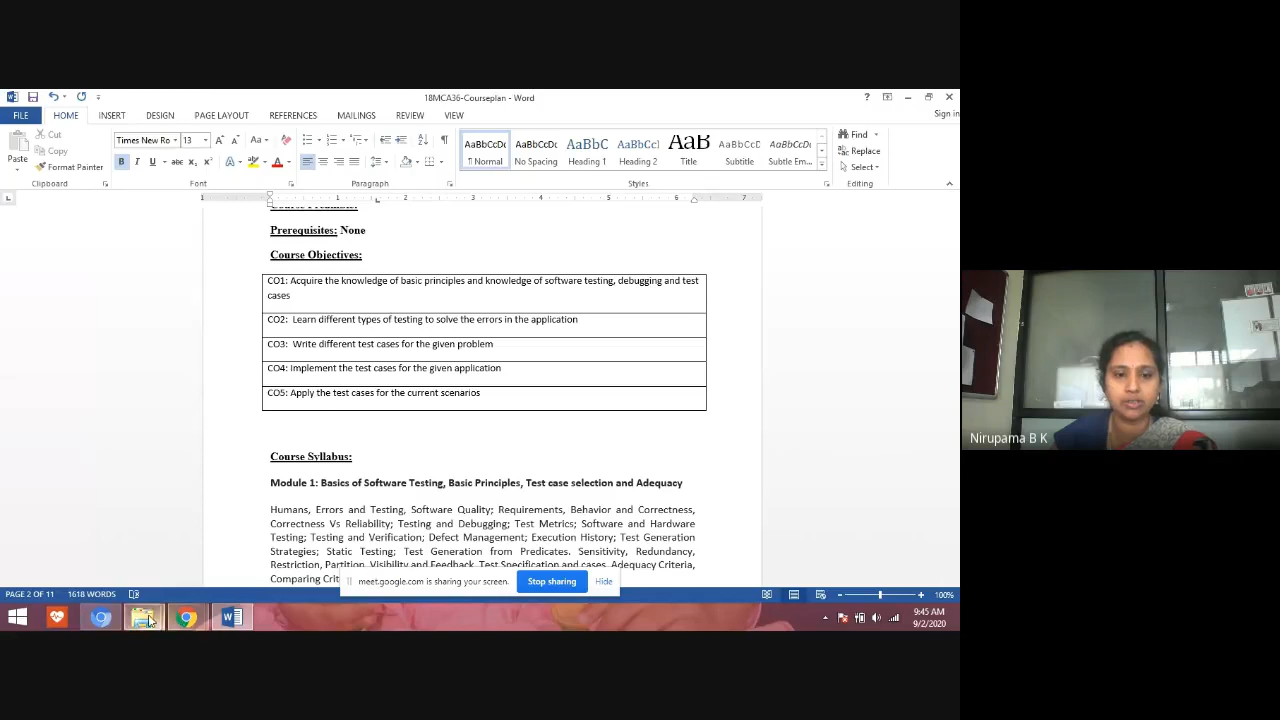 18MCA36-Courseplan - Word
Sign in
FILE HOME INSERT DESIGN PAGE LAYOUT REFERENCES MAILINGS REVIEW VIEW
Paste
Cut
Copy
Format Painter
Clipboard
Times New Ro 13
Font
Paragraph
AaBbCcDc AaBbCcDc AaBbC AaBbCcI AaB AaBbCcD AaBbCcDc
¶ Normal No Spacing Heading 1 Heading 2 Title Subtitle Subtle Em...
Styles
Find
Replace
Select
Editing
1 1 2 3 4 5 6 7
Prerequisites: None
Course Objectives:
CO1: Acquire the knowledge of basic principles and knowledge of software testing, debugging and test
cases
CO2: Learn different types of testing to solve the errors in the application
CO3: Write different test cases for the given problem
CO4: Implement the test cases for the given application
CO5: Apply the test cases for the current scenarios
Course Syllabus:
Module 1: Basics of Software Testing, Basic Principles, Test case selection and Adequacy
Humans, Errors and Testing, Software Quality; Requirements, Behavior and Correctness,
Correctness Vs Reliability; Testing and Debugging; Test Metrics; Software and Hardware
Testing; Testing and Verification; Defect Management; Execution History; Test Generation
Strategies; Static Testing; Test Generation from Predicates. Sensitivity, Redundancy,
Restriction, Partition, Visibility and Feedback, Test Specification and cases, Adequacy Criteria,
Comparing Crit
meet.google.com is sharing your screen. Stop sharing Hide
PAGE 2 OF 11 1618 WORDS
100%
9:45 AM
9/2/2020
Nirupama B K